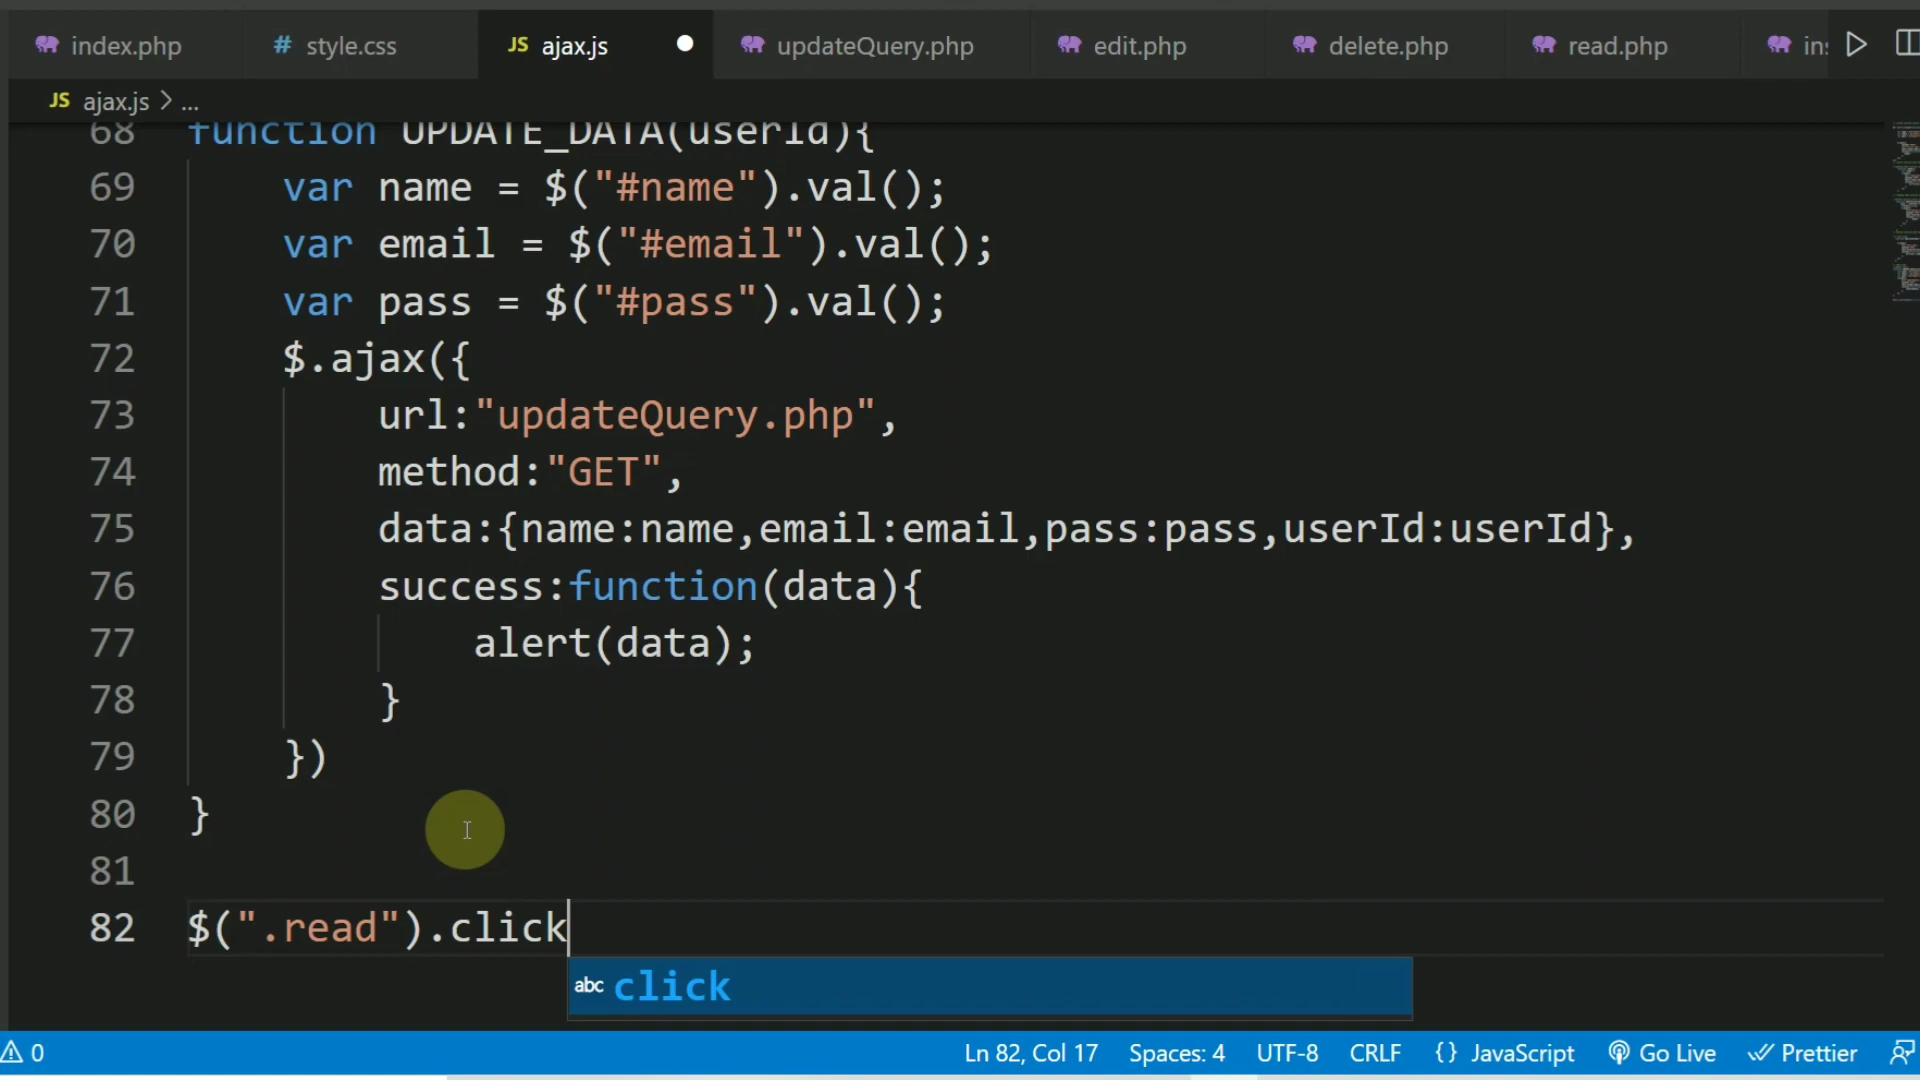 index.php # style.css JS ajax.js updateQuery.php edit.php delete.php read.php
JS ajax.js > ...
68 function UPDATE_DATA(userId){
69 var name = $("#name").val();
70 var email = $("#email").val();
71 var pass = $("#pass").val();
72 $.ajax({
73 url:"updateQuery.php",
74 method:"GET",
75 data:{name:name,email:email,pass:pass,userId:userId},
76 success:function(data){
77 alert(data);
78 }
79 })
80 }
81
82 $(".read").click
abc click
0 Ln 82, Col 17 Spaces: 4 UTF-8 CRLF {} JavaScript Go Live Prettier